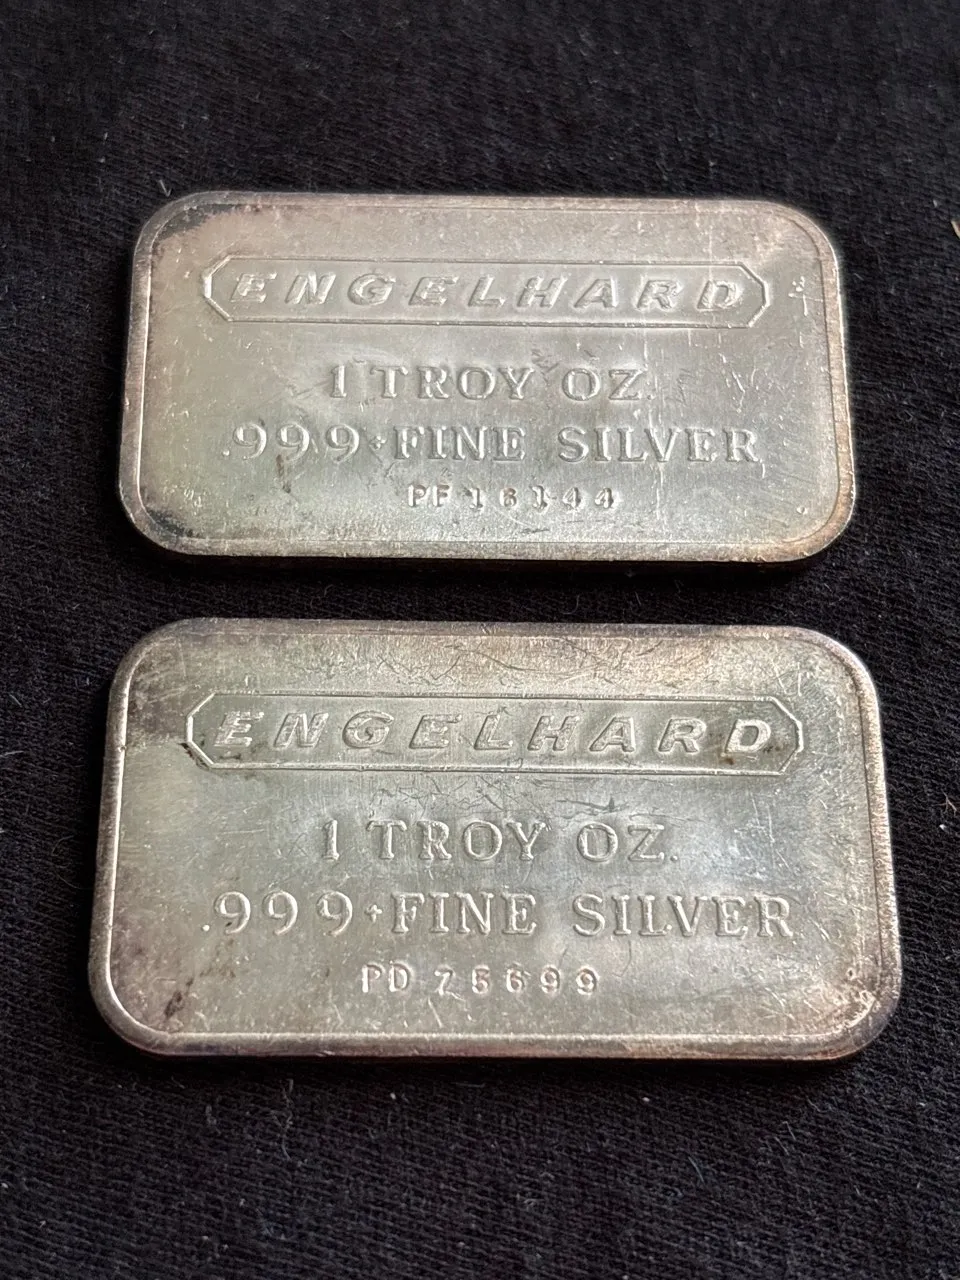 ENGELHARD
1 TROY OZ.
.999+FINE SILVER
PF 16144
ENGELHARD
1 TROY OZ.
.999+FINE SILVER
PD 75699